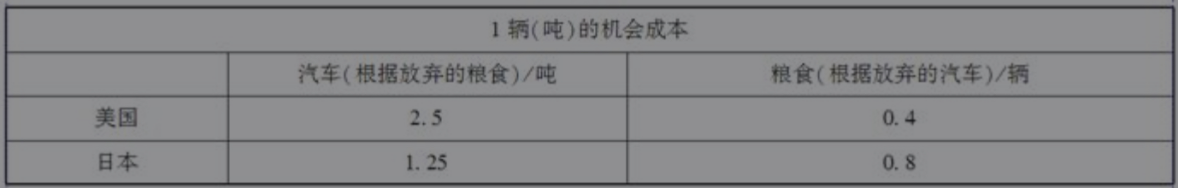 1 辆(吨)的机会成本
汽车(根据放弃的粮食)/吨 粮食(根据放弃的汽车)/辆
美国 2.5 0.4
日本 1.25 0.8